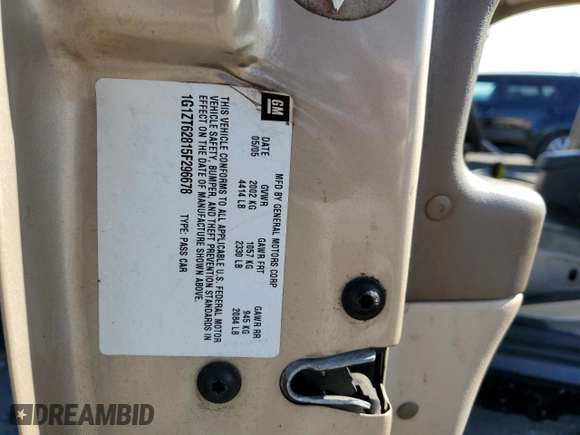 GM
MFD BY GENERAL MOTORS CORP
DATE GVWR GAWR FRT GAWR RR
05/05 2002 KG 1057 KG 945 KG
4414 LB 2330 LB 2084 LB
THIS VEHICLE CONFORMS TO ALL APPLICABLE U.S. FEDERAL MOTOR
VEHICLE SAFETY, BUMPER, AND THEFT PREVENTION STANDARDS IN
EFFECT ON THE DATE OF MANUFACTURE SHOWN ABOVE.
1G1ZT62815F296678 TYPE: PASS CAR
DREAMBID